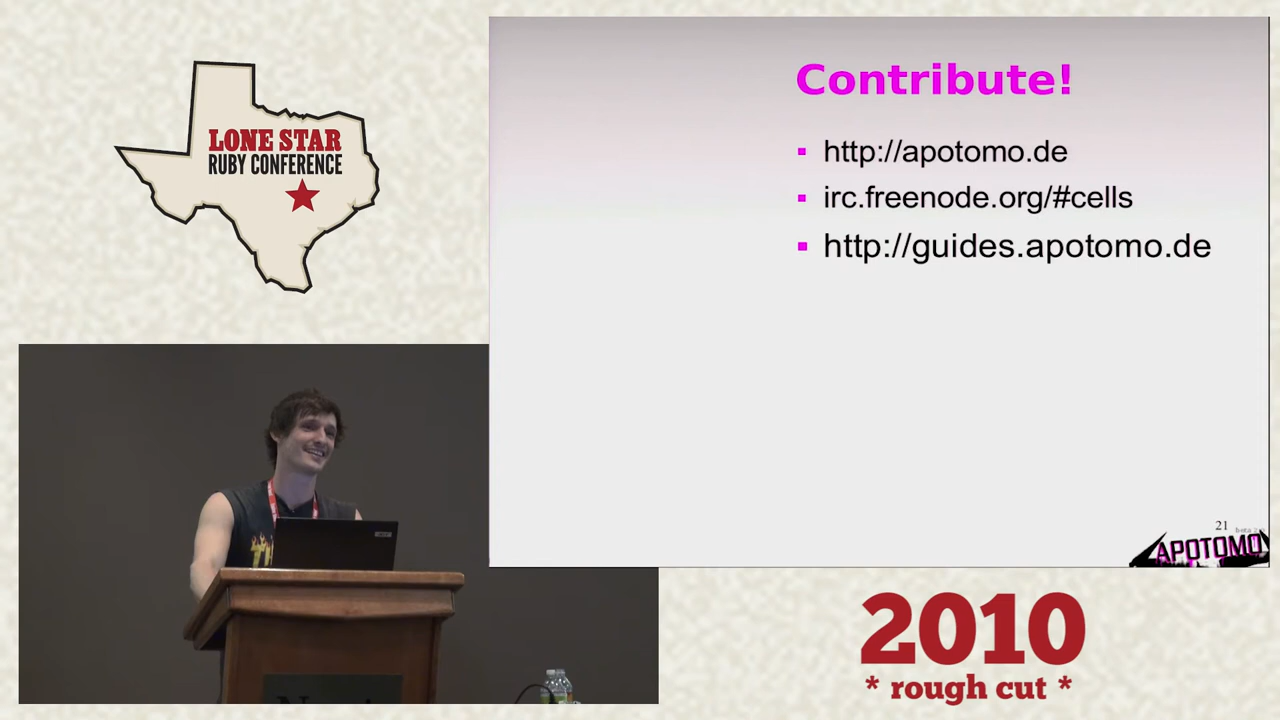 LONE STAR
RUBY CONFERENCE
Contribute!
http://apotomo.de
irc.freenode.org/#cells
http://guides.apotomo.de
21
APOTOMO
2010
* rough cut *